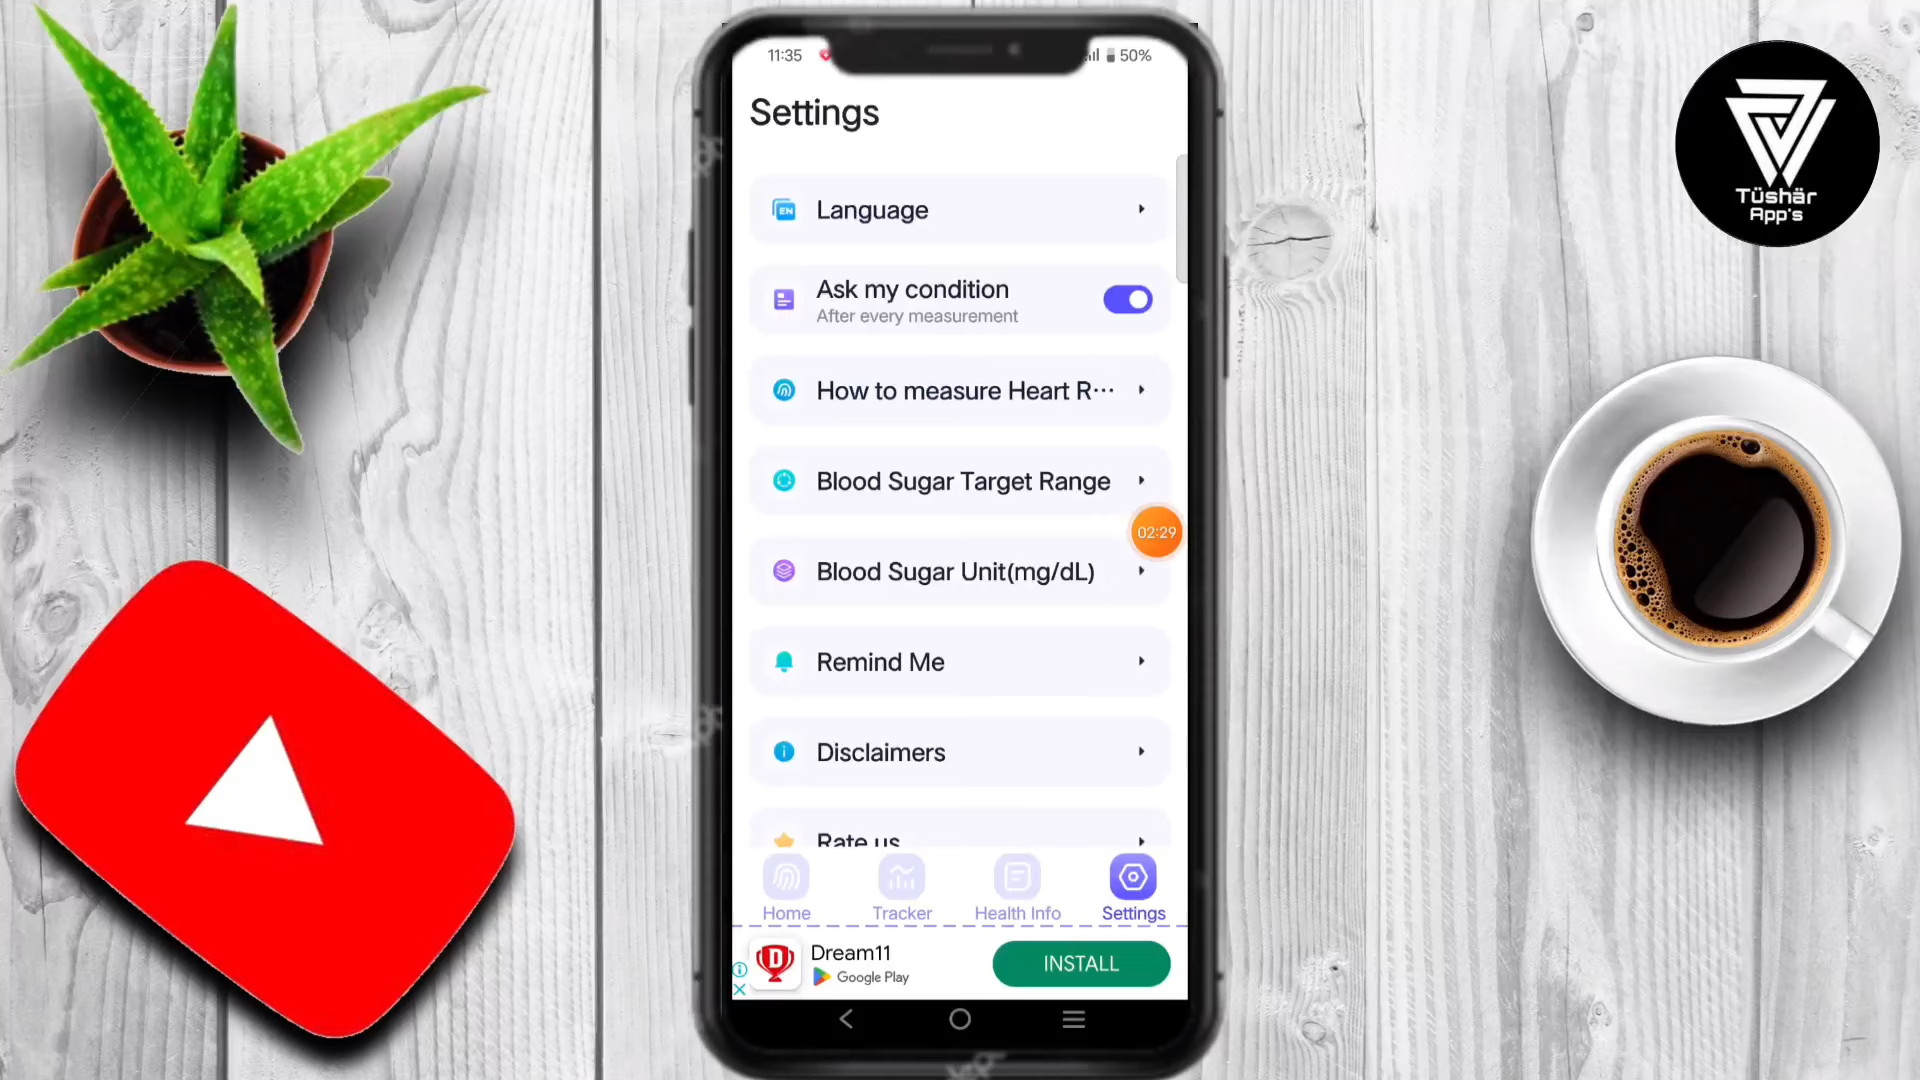 11:35
50%
Settings
EN
Language
Ask my condition
After every measurement
How to measure Heart R···
Blood Sugar Target Range
02:29
Blood Sugar Unit(mg/dL)
Remind Me
Disclaimers
Rate us
Home
Tracker
Health Info
Settings
D
Dream11
Google Play
INSTALL
Tüshär
App's